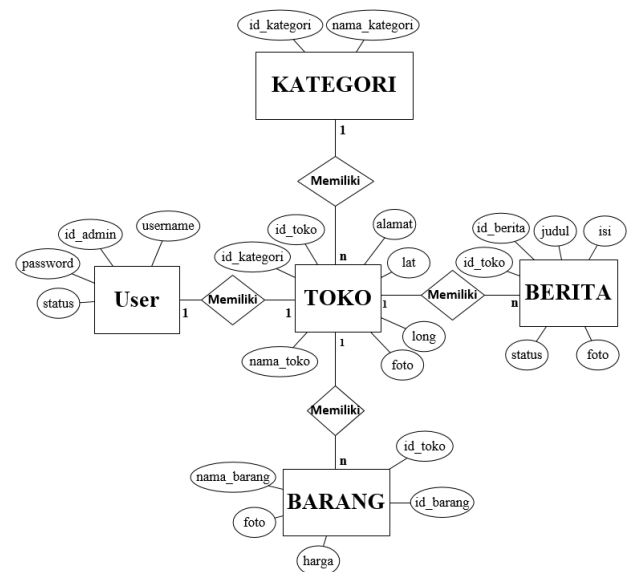 id_kategori
nama_kategori
KATEGORI
1
Memiliki
n
id_admin
username
password
status
User
1
Memiliki
1
id_toko
alamat
id_kategori
lat
TOKO
long
nama_toko
foto
1
Memiliki
n
id_berita
judul
isi
id_toko
BERITA
status
foto
1
Memiliki
n
nama_barang
id_toko
BARANG
id_barang
foto
harga